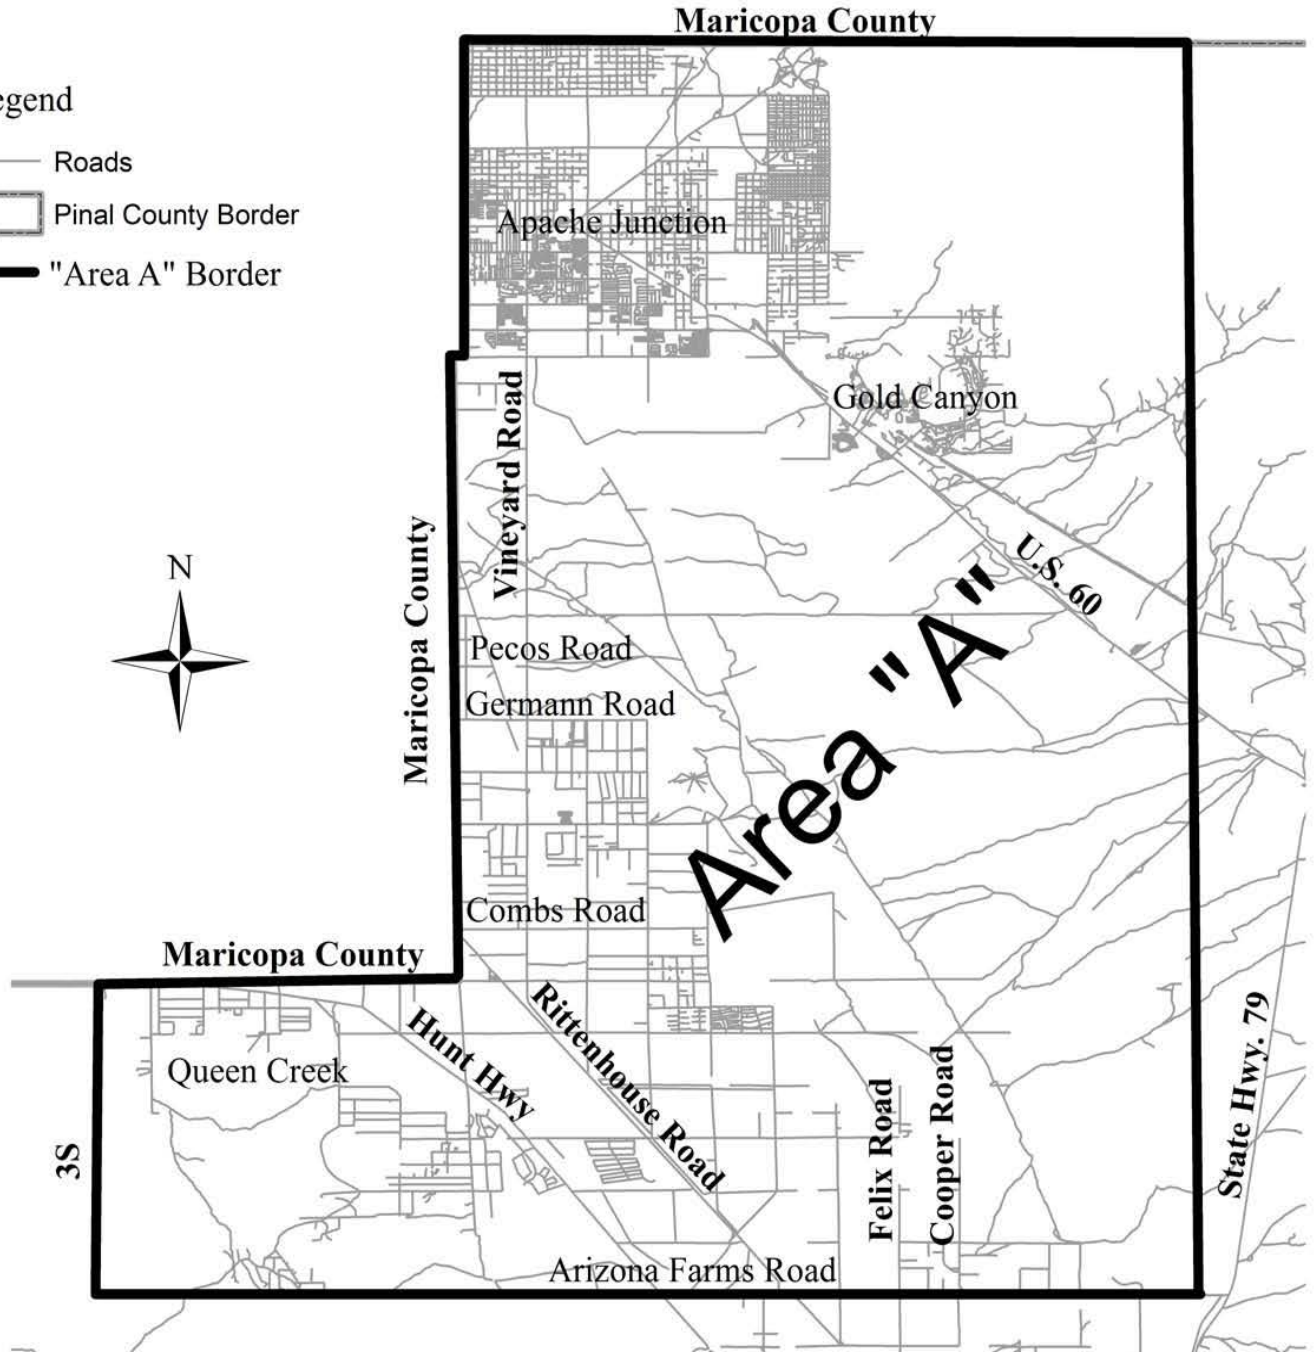 Maricopa County
egend
Roads
Pinal County Border
"Area A" Border
Apache Junction
Gold Canyon
Vineyard Road
Maricopa County
N
U.S. 60
Pecos Road
Germann Road
Area "A"
Combs Road
Maricopa County
Rittenhouse Road
Hunt Hwy
Queen Creek
State Hwy. 79
Felix Road
Cooper Road
3S
Arizona Farms Road